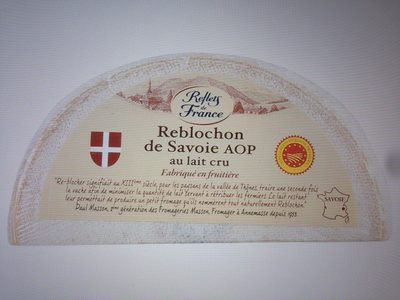 Reflets
de
France
Reblochon
de Savoie AOP
au lait cru
Fabriqué en fruitière
"Re-blocher signifiait au XIIIème siècle, pour les paysans de la vallée de Thônes, traire une seconde fois
la vache afin de minimiser la quantité de lait servant à rétribuer les fermiers. Le lait restant
leur permettait de produire un petit fromage qu'ils nommèrent tout naturellement Reblochon."
Paul Masson, génération des Fromageries Masson, Fromager à Annemasse depuis
SAVOIE